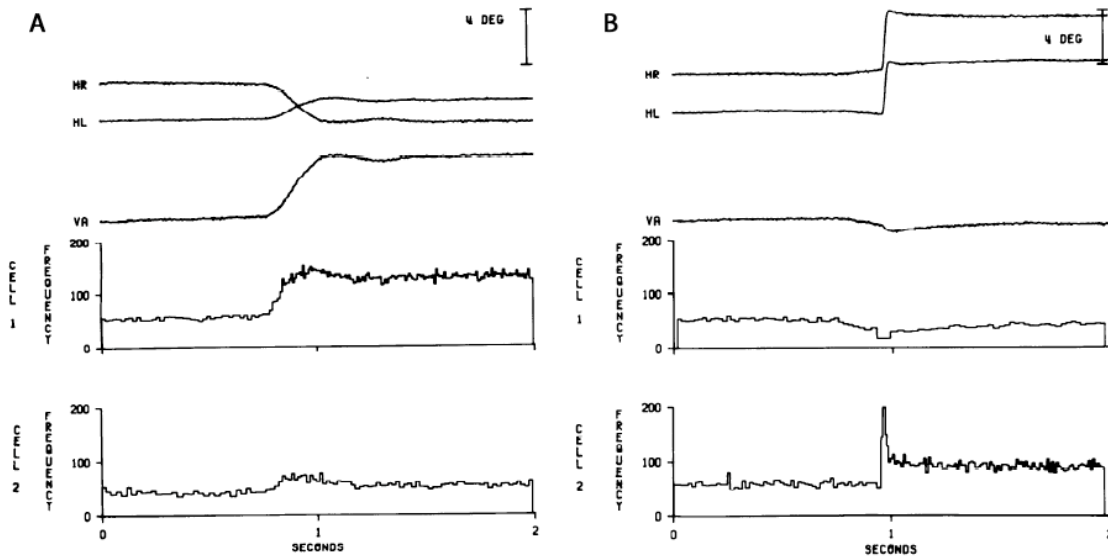 A
4 DEG
HR
HL
VA
CELL 1
FREQUENCY
200
100
0
CELL 2
FREQUENCY
200
100
0
0 1 2
SECONDS
B
4 DEG
HR
HL
VA
CELL 1
FREQUENCY
200
100
0
CELL 2
FREQUENCY
200
100
0
0 1 2
SECONDS